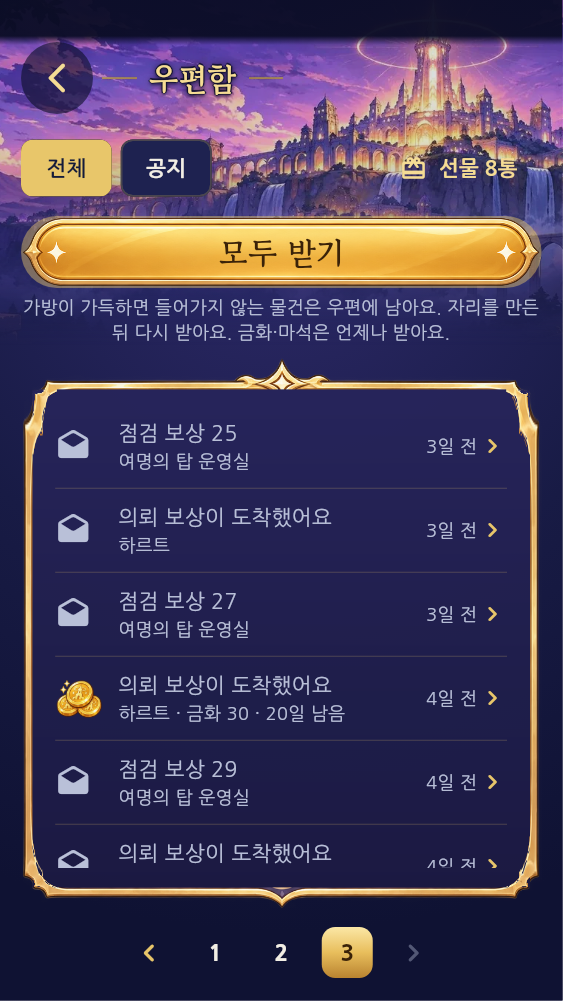 우편함
전체
공지
선물 8통
모두 받기
가방이 가득하면 들어가지 않는 물건은 우편에 남아요. 자리를 만든
뒤 다시 받아요. 금화·마석은 언제나 받아요.
점검 보상 25
여명의 탑 운영실
3일 전
의뢰 보상이 도착했어요
하르트
3일 전
점검 보상 27
여명의 탑 운영실
3일 전
의뢰 보상이 도착했어요
하르트 · 금화 30 · 20일 남음
4일 전
점검 보상 29
여명의 탑 운영실
4일 전
의뢰 보상이 도착했어요
4일 전
1
2
3